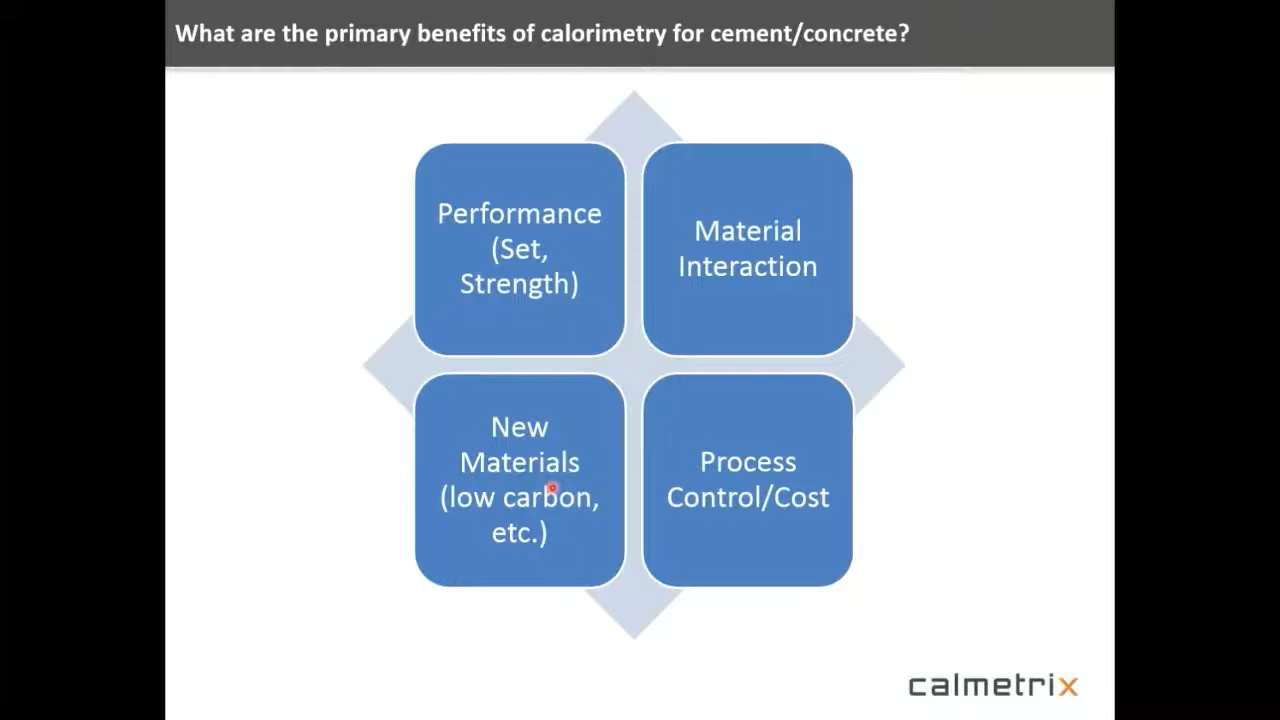 What are the primary benefits of calorimetry for cement/concrete?
Performance
(Set,
Strength)
Material
Interaction
New
Materials
(low carbon,
etc.)
Process
Control/Cost
calmetrix